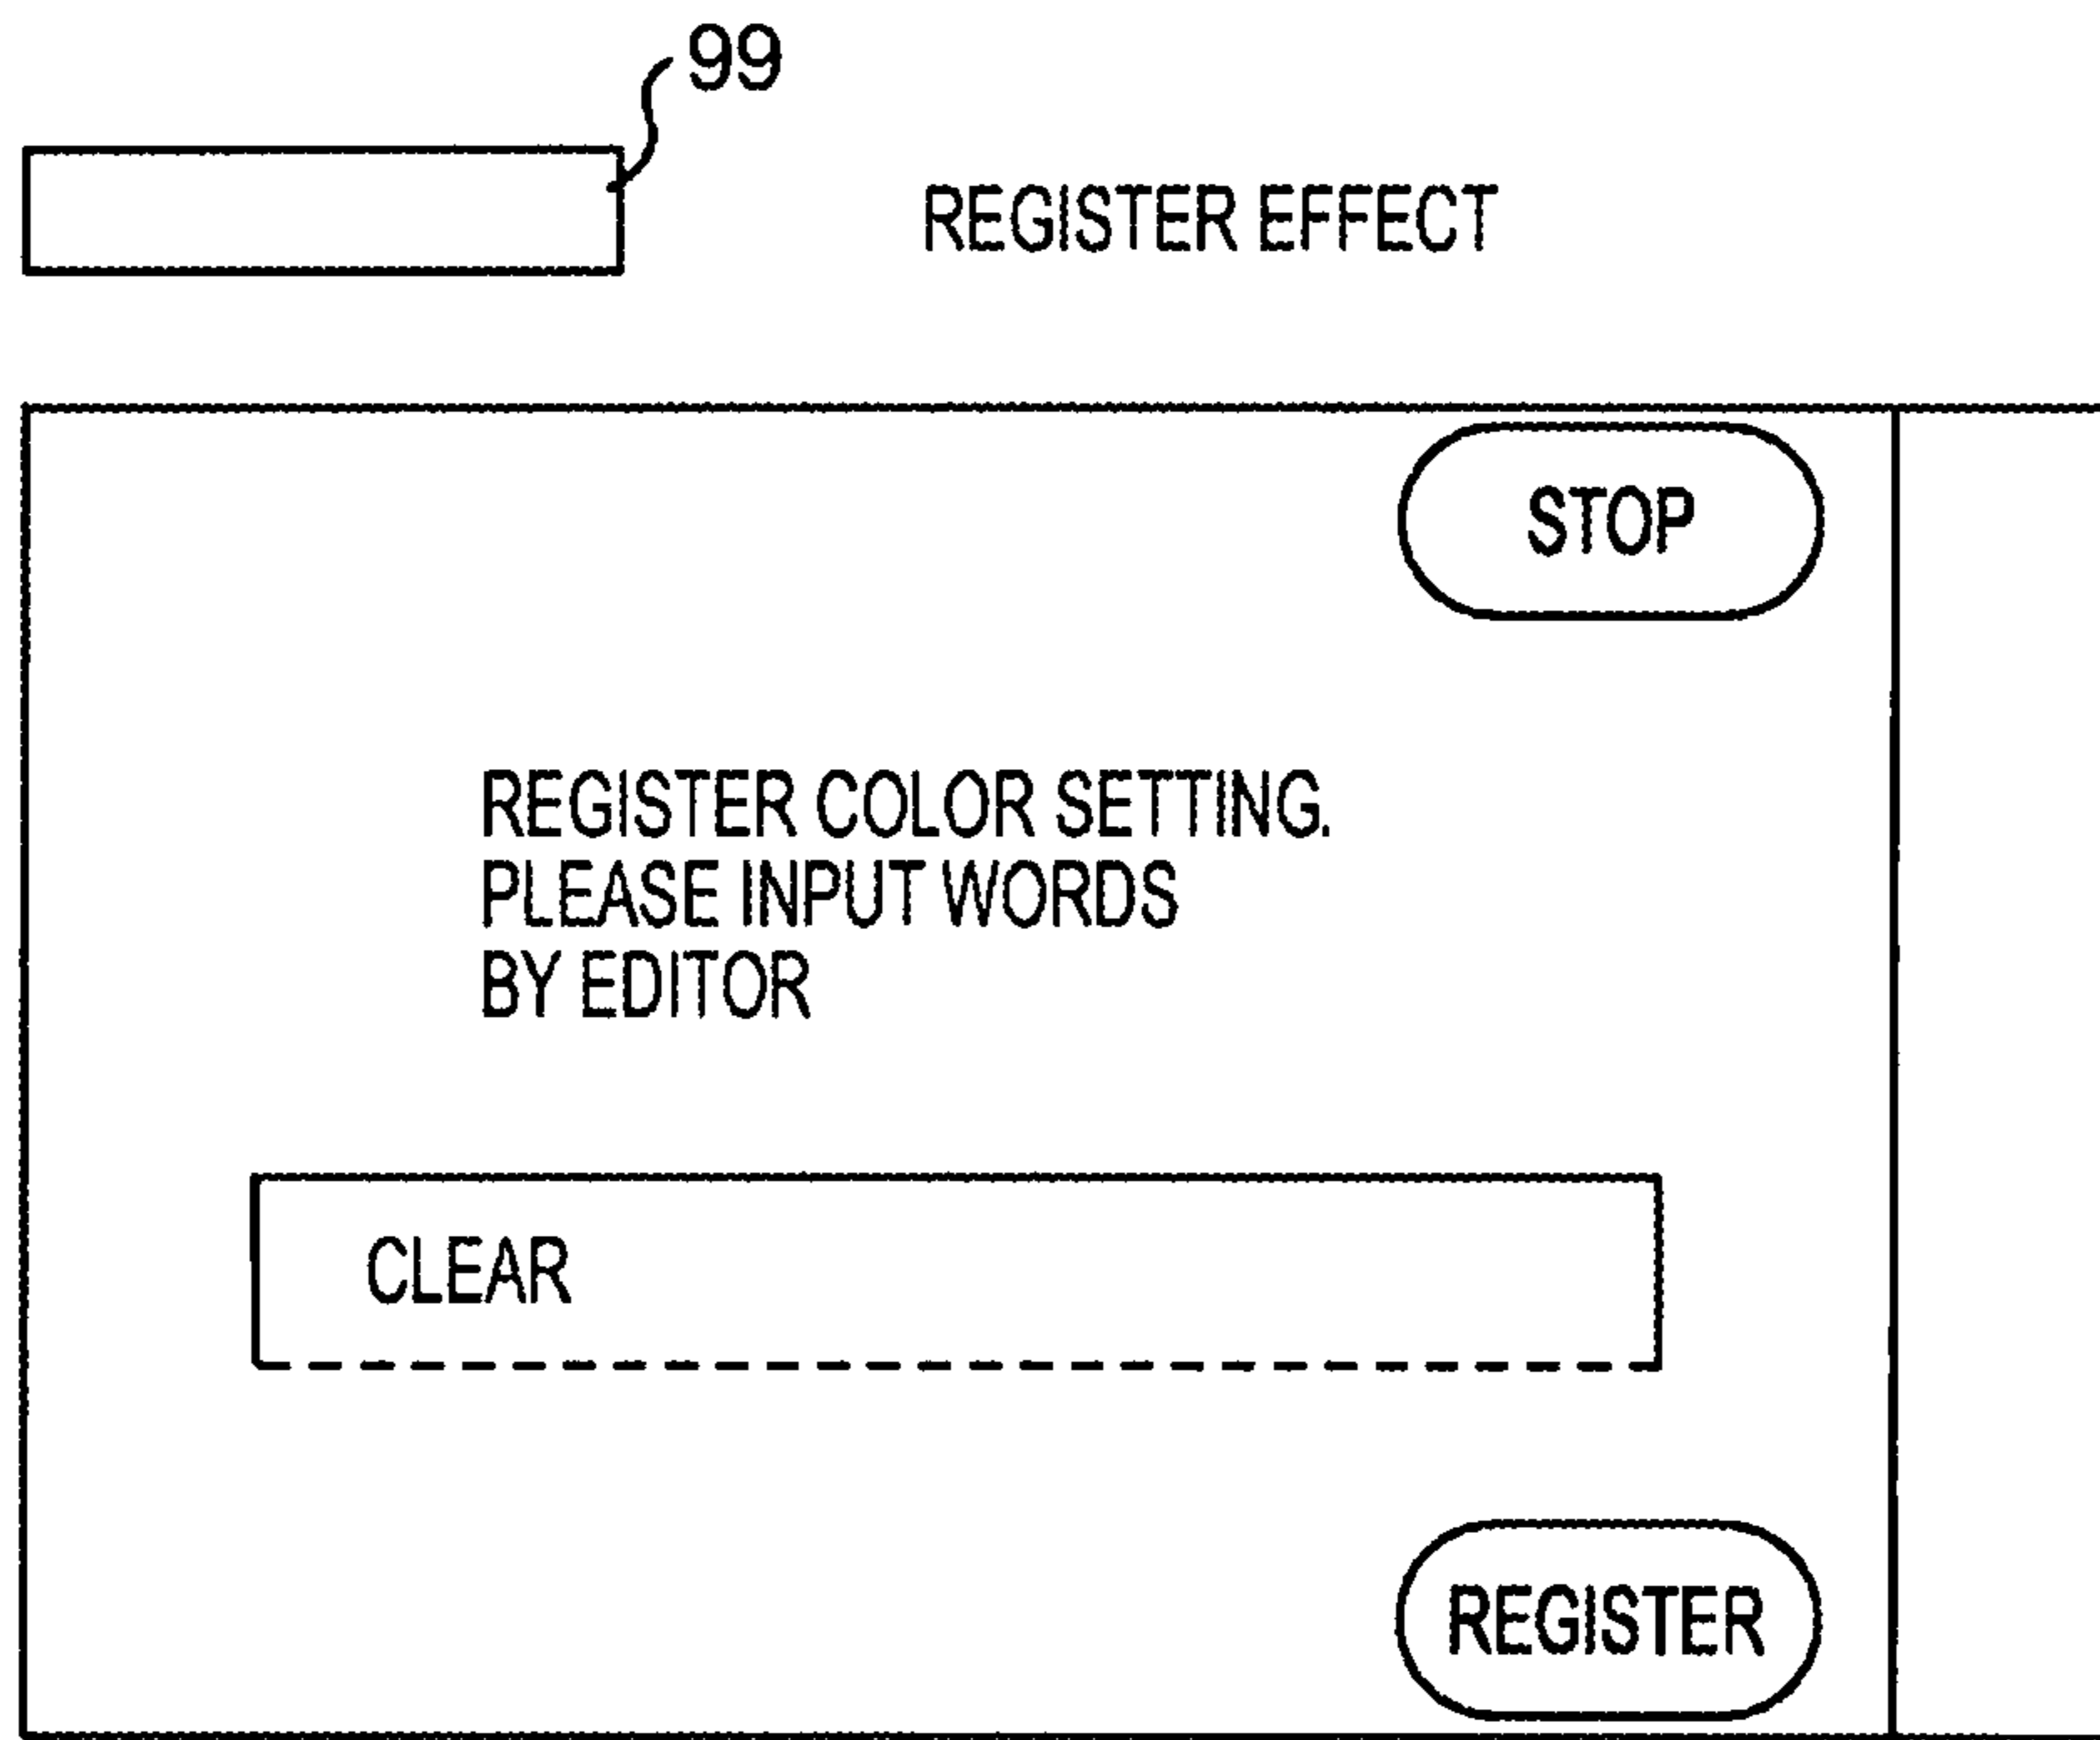 99
REGISTER EFFECT
STOP
REGISTER COLOR SETTING.
PLEASE INPUT WORDS
BY EDITOR
CLEAR
REGISTER